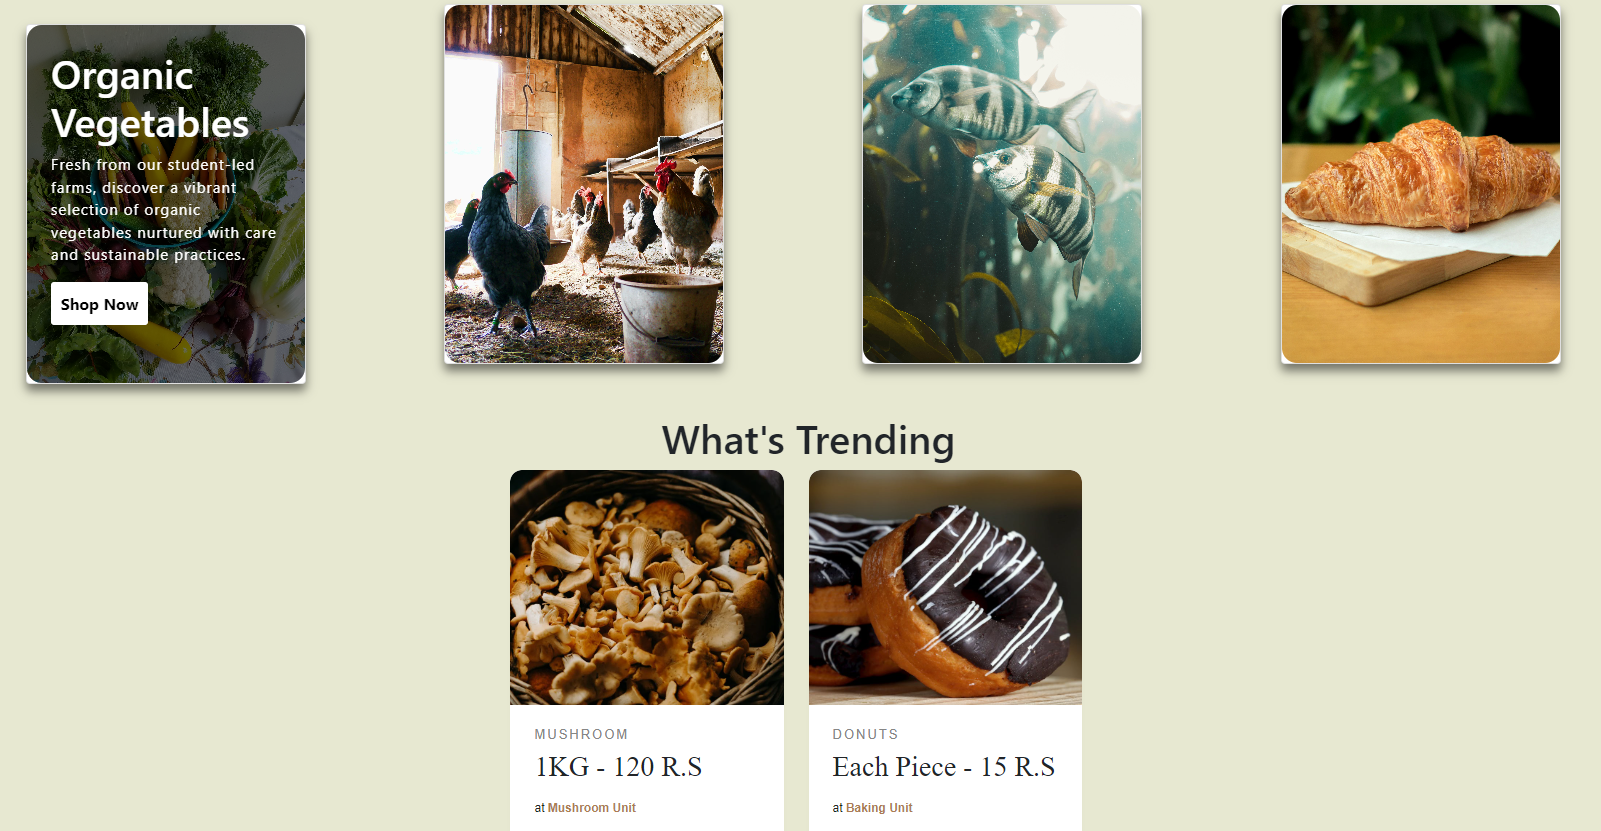 Organic
Vegetables
Fresh from our student-led
farms, discover a vibrant
selection of organic
vegetables nurtured with care
and sustainable practices.
Shop Now
What's Trending
MUSHROOM
1KG - 120 R.S
at Mushroom Unit
DONUTS
Each Piece - 15 R.S
at Baking Unit